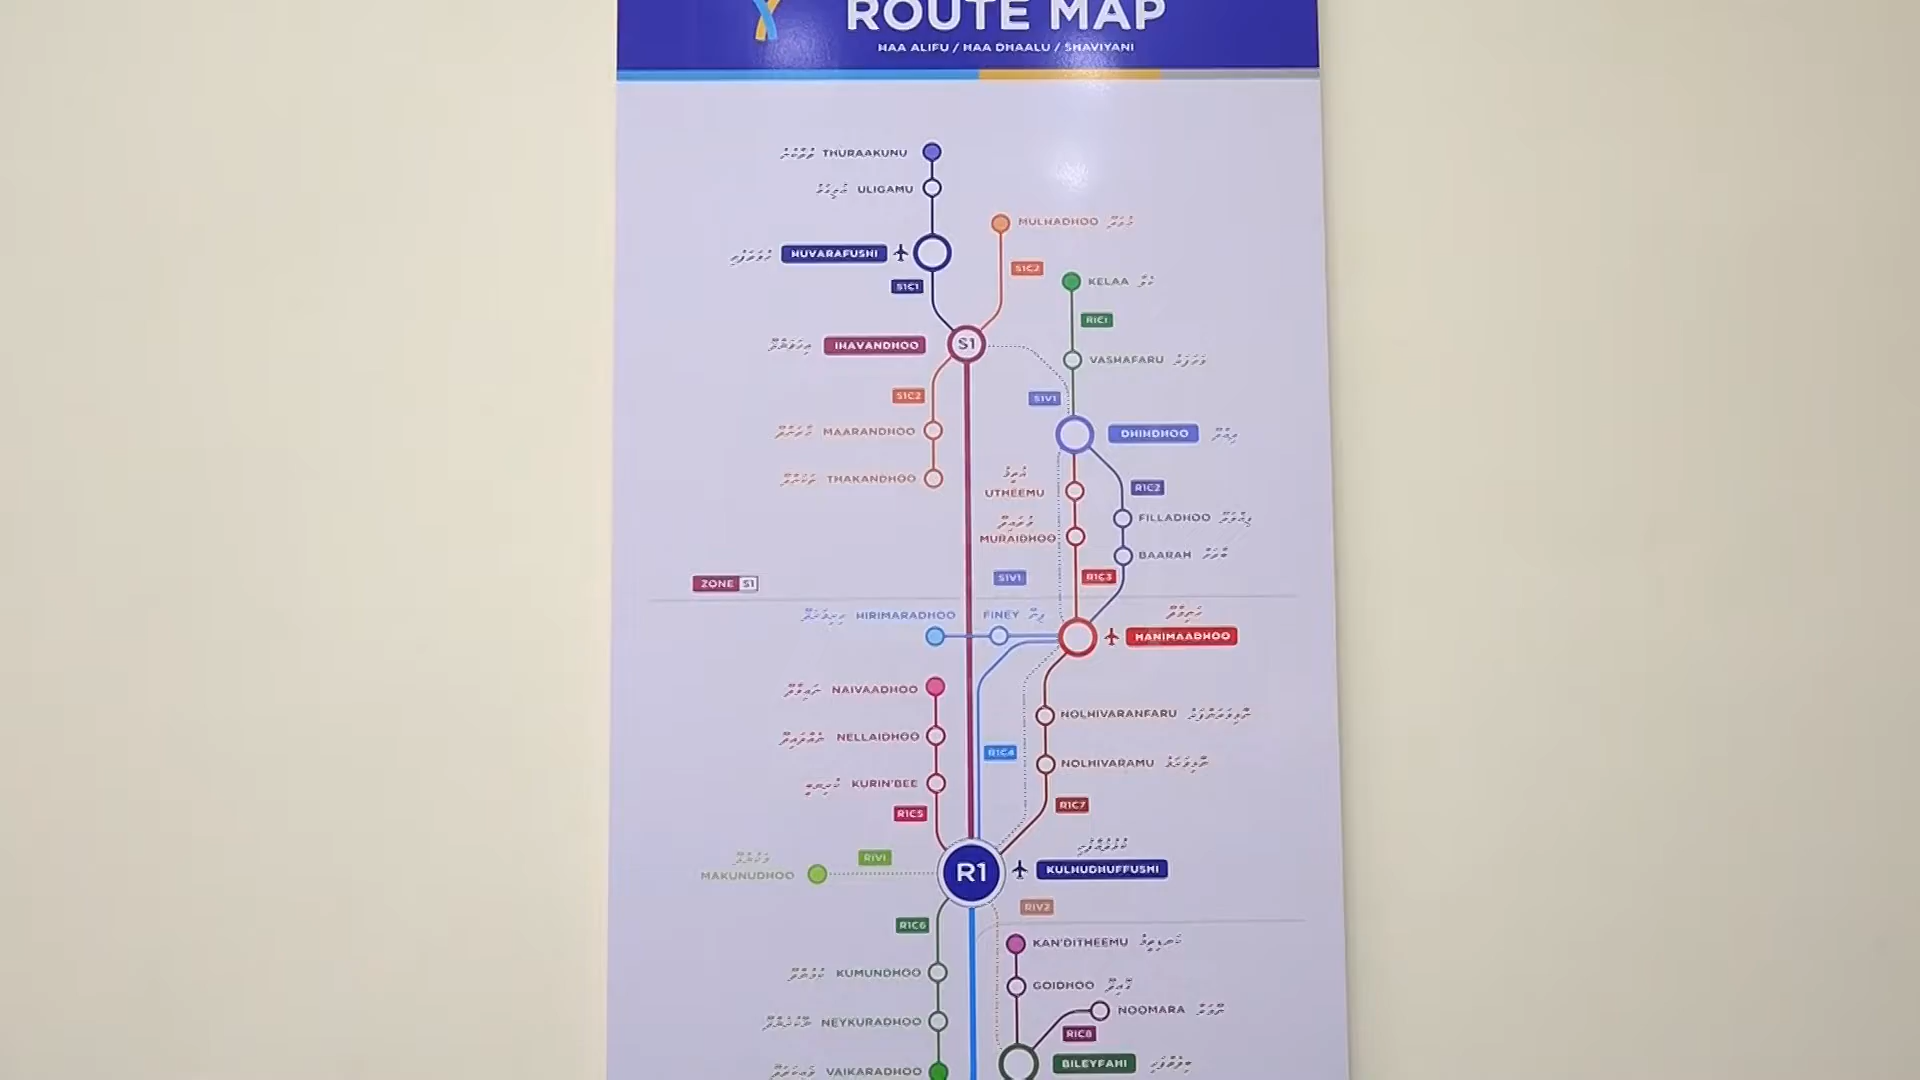 ROUTE MAP
HAA ALIFU / HAA DHAALU / SHAVIYANI
ތުރާކުނު THURAAKUNU
އުލިގަމު ULIGAMU
MULHADHOO މުޅަދޫ
ހުވަރަފުށި HUVARAFUSHI
S1C2
KELAA ކެލާ
S1C1
R1C1
އިހަވަންދޫ IHAVANDHOO S1
VASHAFARU ވަށަފަރު
S1C2
S1V1
މާރަންދޫ MAARANDHOO
DHIHDHOO ދިއްދޫ
ތަކަންދޫ THAKANDHOO
އުތީމު
UTHEEMU
R1C2
FILLADHOO ފިއްލަދޫ
މުރައިދޫ
MURAIDHOO
BAARAH ބާރަށް
ZONE S1
S1V1
R1C3
ހިރިމަރަދޫ HIRIMARADHOO
FINEY ފިނޭ
ހަނިމާދޫ
HANIMAADHOO
ނައިވާދޫ NAIVAADHOO
NOLHIVARANFARU ނޮޅިވަރަންފަރު
ނެއްލައިދޫ NELLAIDHOO
R1C4
NOLHIVARAMU ނޮޅިވަރަމު
ކުރިނބީ KURIN'BEE
R1C5
R1C7
މަކުނުދޫ
MAKUNUDHOO
R1V1
R1
ކުޅުދުއްފުށި
KULHUDHUFFUSHI
R1C6
R1V2
KAN'DITHEEMU ކަނޑިތީމު
ކުމުންދޫ KUMUNDHOO
GOIDHOO ގޮއިދޫ
NOOMARA ނޫމަރާ
ނޭކުރެންދޫ NEYKURADHOO
R1C8
BILEYFAHI ބިލެތްފަހި
ވައިކަރަދޫ VAIKARADHOO